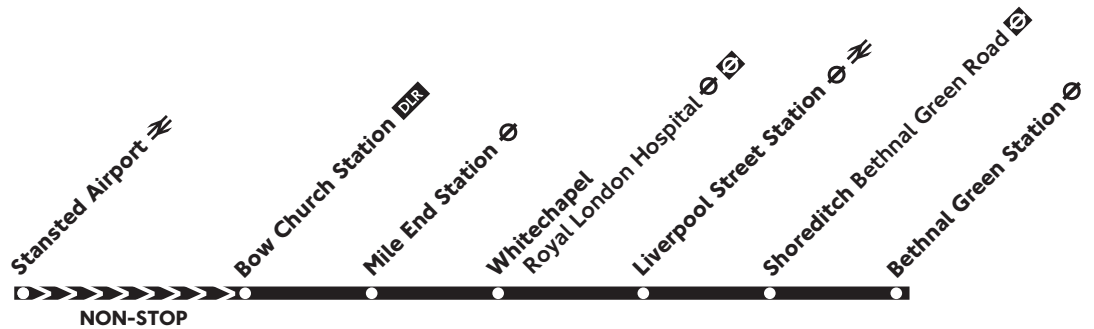 Stansted Airport
Bow Church Station DLR
Mile End Station
Whitechapel
Royal London Hospital
Liverpool Street Station
Shoreditch Bethnal Green Road
Bethnal Green Station
NON-STOP